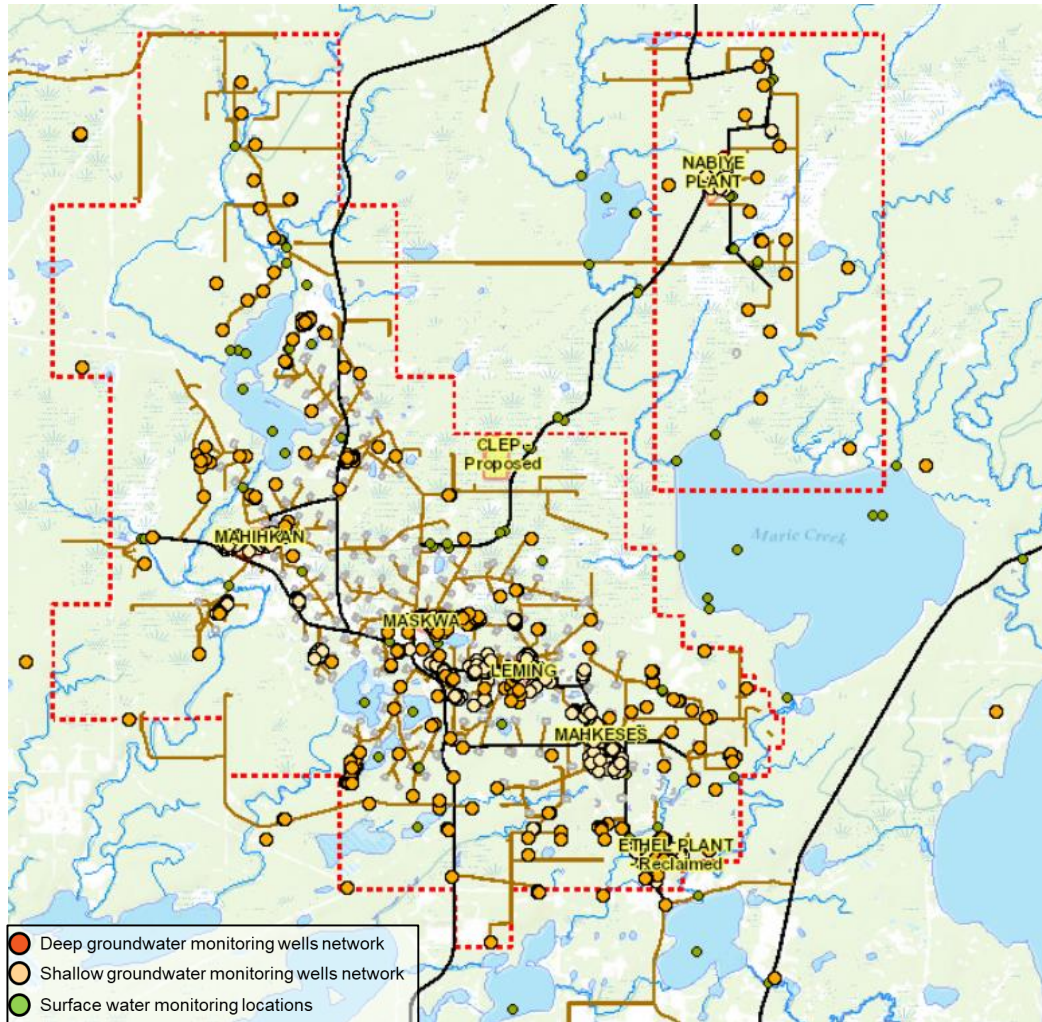 NABIYE
PLANT
CLEP -
Proposed
Marie Creek
MAHIHKAN
MASKWA
LEMING
MAHKESES
ETHEL PLANT
Reclaimed
Deep groundwater monitoring wells network
Shallow groundwater monitoring wells network
Surface water monitoring locations